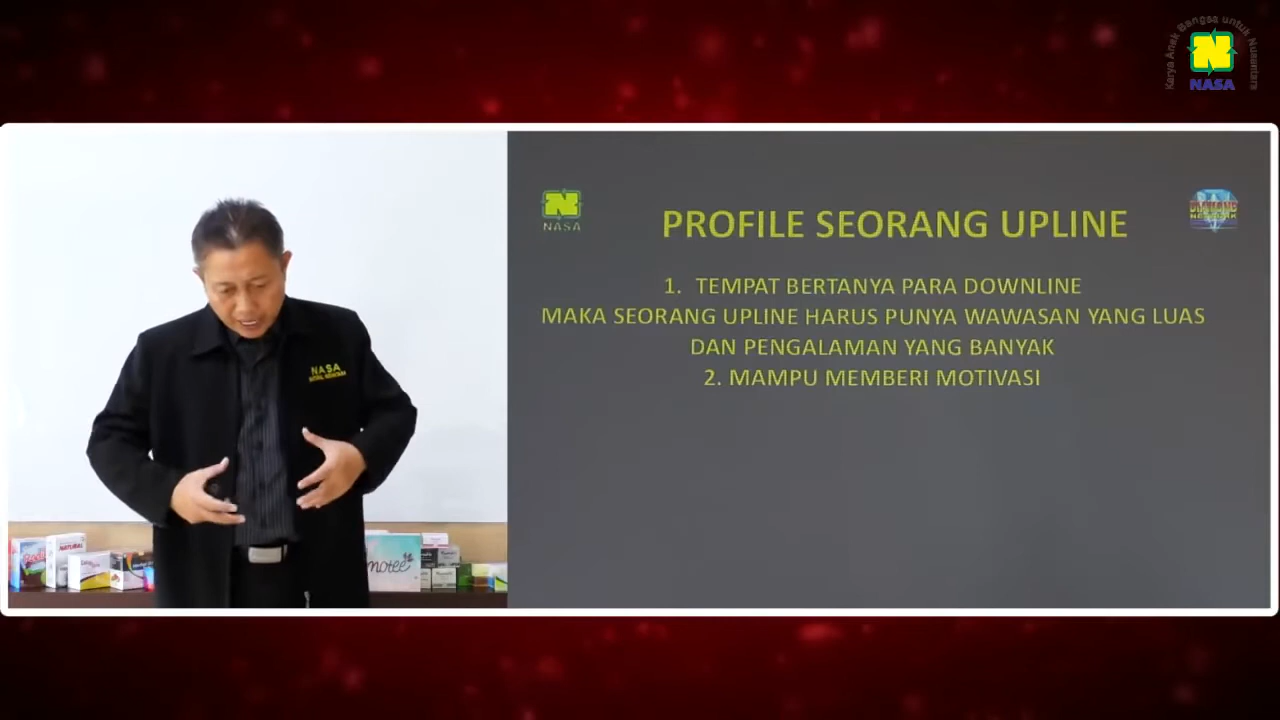 Karya Anak Bangsa untuk Nusantara
NASA
NASA
PROFILE SEORANG UPLINE
1. TEMPAT BERTANYA PARA DOWNLINE
MAKA SEORANG UPLINE HARUS PUNYA WAWASAN YANG LUAS
DAN PENGALAMAN YANG BANYAK
2. MAMPU MEMBERI MOTIVASI
NASA
NATURAL